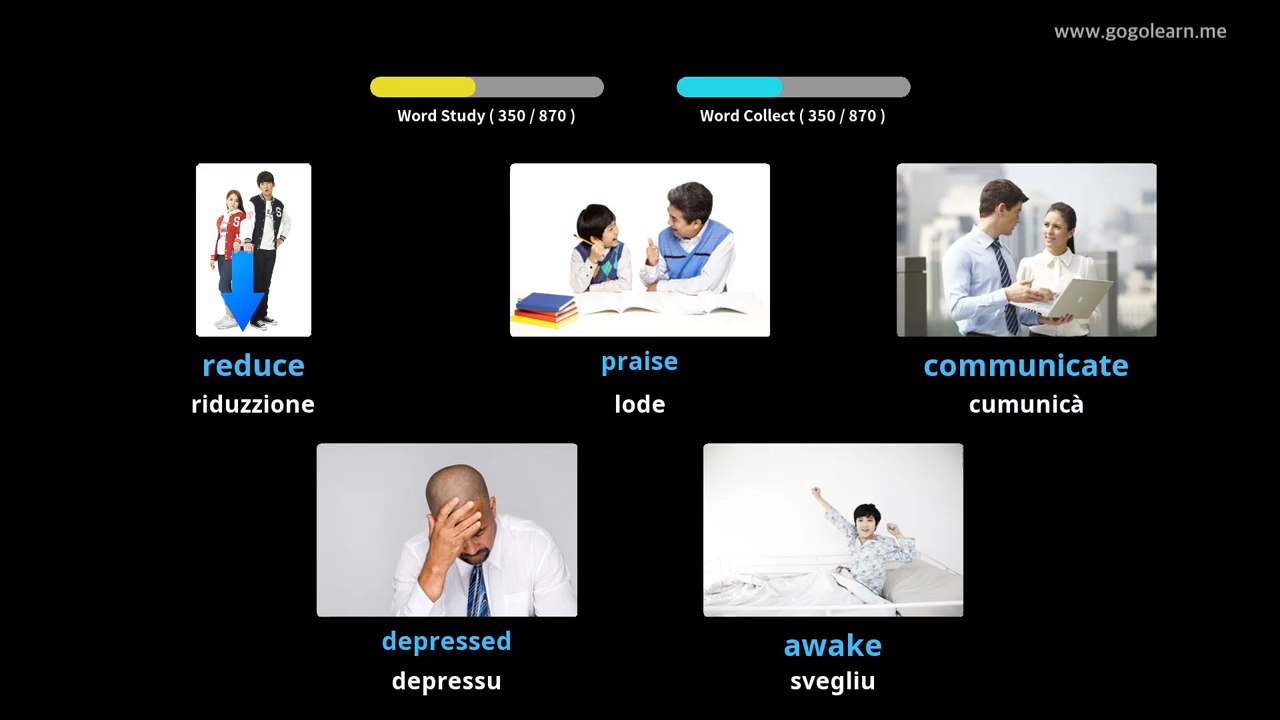 www.gogolearn.me
Word Study ( 350 / 870 )
Word Collect ( 350 / 870 )
S
S
reduce
praise
communicate
riduzzione
lode
cumunicà
depressed
awake
depressu
svegliu